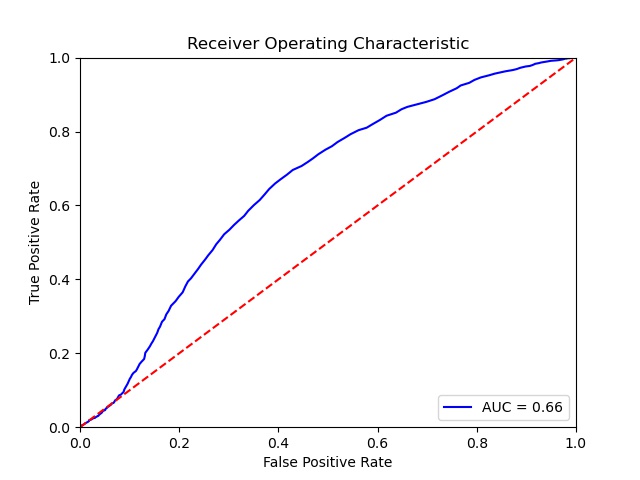 Receiver Operating Characteristic
1.0
0.8
0.6
0.4
0.2
0.0
True Positive Rate
AUC = 0.66
0.0 0.2 0.4 0.6 0.8 1.0
False Positive Rate